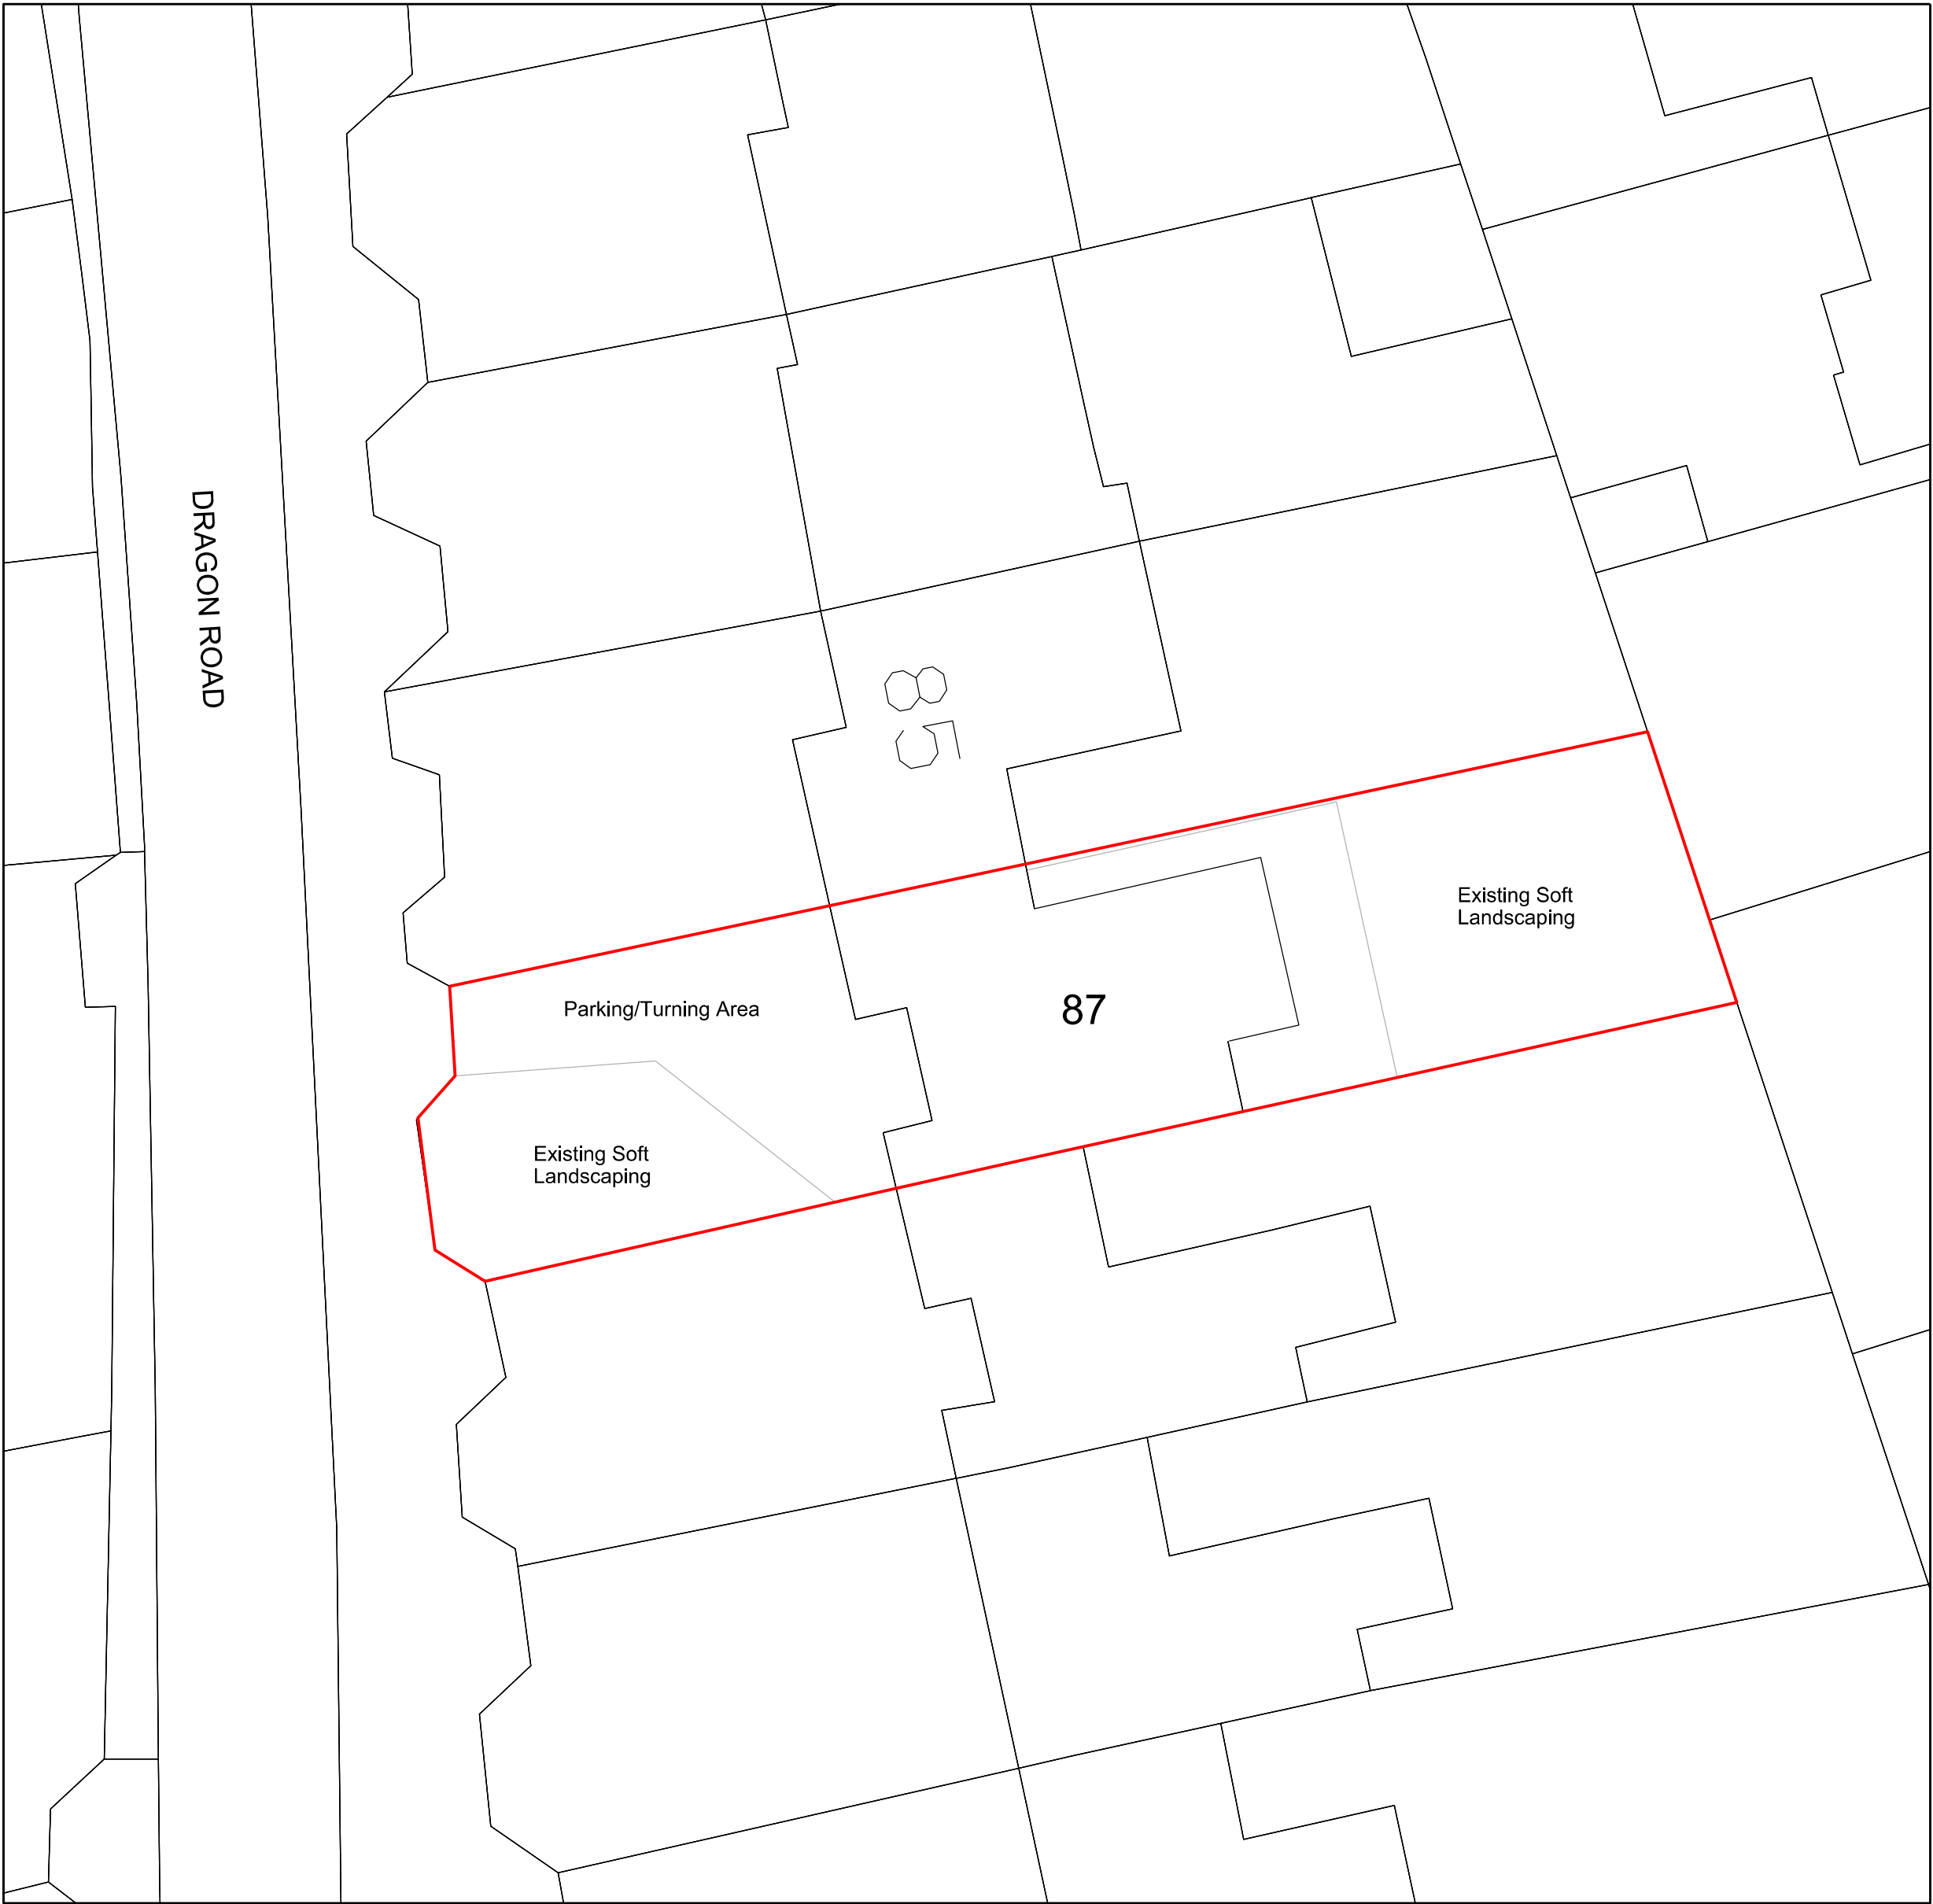 DRAGON ROAD
85
Existing Soft
Landscaping
Parking/Turning Area
87
Existing Soft
Landscaping